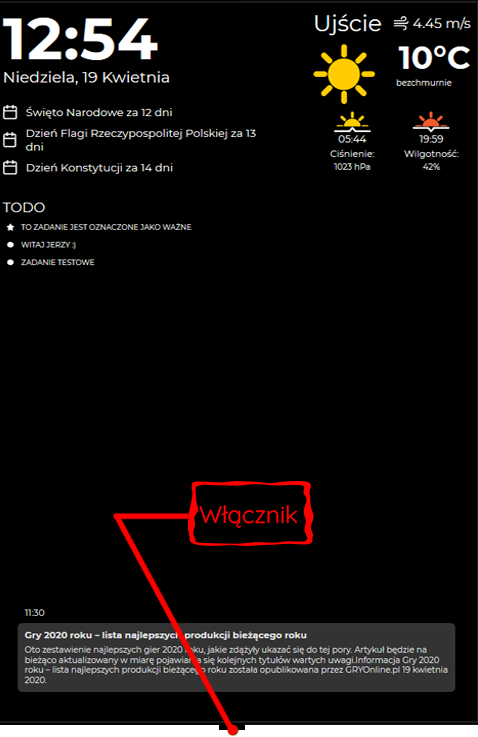 12:54
Niedziela, 19 Kwietnia
Święto Narodowe za 12 dni
Dzień Flagi Rzeczypospolitej Polskiej za 13
dni
Dzień Konstytucji za 14 dni
Ujście 4.45 m/s
10°C
bezchmurnie
05:44 19:59
Ciśnienie: Wilgotność:
1023 hPa 42%
TODO
TO ZADANIE JEST OZNACZONE JAKO WAŻNE
WITAJ JERZY :)
ZADANIE TESTOWE
Włącznik
11:30
Gry 2020 roku – lista najlepszych produkcji bieżącego roku
Oto zestawienie najlepszych gier 2020 roku, jakie zdążyły ukazać się do tej pory. Artykuł będzie na
bieżąco aktualizowany w miarę pojawiania się kolejnych tytułów wartych uwagi.Informacja Gry 2020
roku – lista najlepszych produkcji bieżącego roku została opublikowana przez GRYOnline.pl 19 kwietnia
2020.